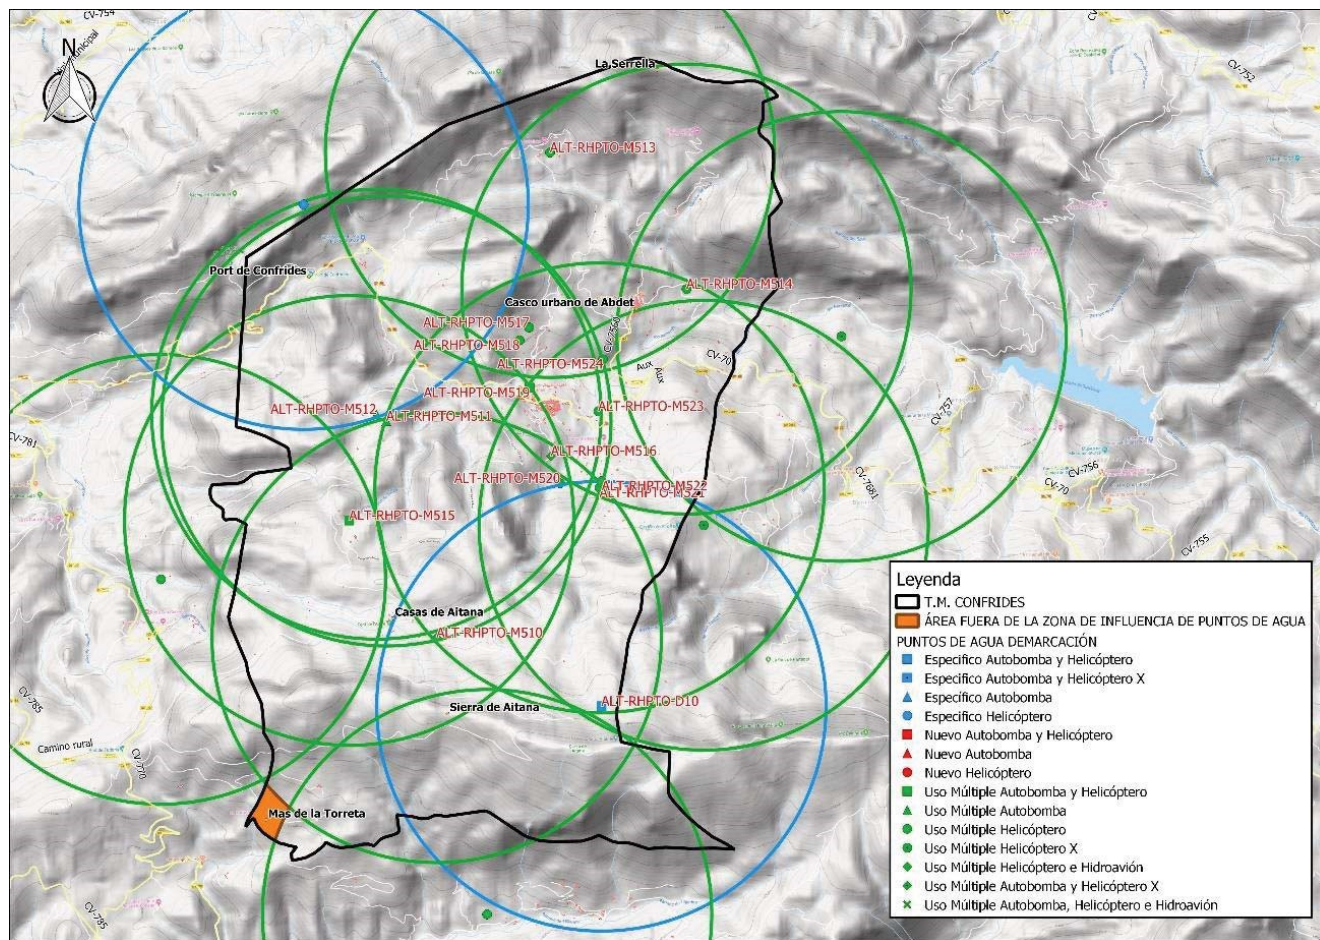 CV-754
N
La Serrella
CV-752
ALT-RHPTO-M513
Port de Confrides
ALT-RHPTO-M514
Casco urbano de Abdet
ALT-RHPTO-M517
ALT-RHPTO-M518
CV-70
ALT-RHPTO-M524
Aux
Aux
ALT-RHPTO-M519
ALT-RHPTO-M512
ALT-RHPTO-M511
ALT-RHPTO-M523
CV-757
CV-781
ALT-RHPTO-M516
CV-756
ALT-RHPTO-M520
ALT-RHPTO-M522
ALT-RHPTO-M521
CV-7681
CV-70
ALT-RHPTO-M515
CV-755
Casas de Aitana
ALT-RHPTO-M510
CV-785
Sierra de Aitana
ALT-RHPTO-D10
Camino rural
CV-770
Mas de la Torreta
CV-785
Leyenda
T.M. CONFRIDES
ÁREA FUERA DE LA ZONA DE INFLUENCIA DE PUNTOS DE AGUA
PUNTOS DE AGUA DEMARCACIÓN
Especifico Autobomba y Helicóptero
Especifico Autobomba y Helicóptero X
Específico Autobomba
Especifico Helicóptero
Nuevo Autobomba y Helicóptero
Nuevo Autobomba
Nuevo Helicóptero
Uso Múltiple Autobomba y Helicóptero
Uso Múltiple Autobomba
Uso Múltiple Helicóptero
Uso Múltiple Helicóptero X
Uso Múltiple Helicóptero e Hidroavión
Uso Múltiple Autobomba y Helicóptero X
Uso Múltiple Autobomba, Helicóptero e Hidroavión